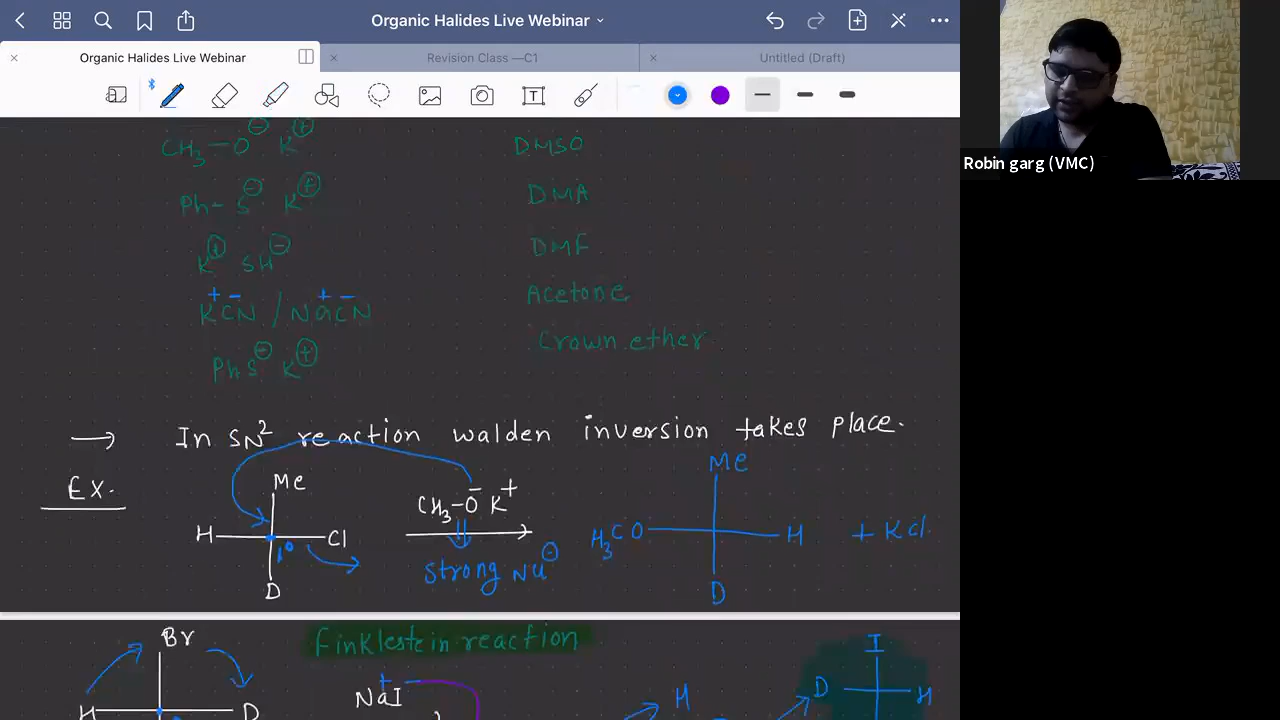 Organic Halides Live Webinar
Organic Halides Live Webinar
Revision Class —C1
Untitled (Draft)
T
Robin garg (VMC)
CH3-O⊖ K⊕ DMSO
Ph-S⊖ K⊕ DMA
K⊕ SH⊖ DMF
K+CN− / Na+CN− Acetone
PhS⊖ K⊕ Crown ether
→ In SN2 reaction walden inversion takes place.
Ex.
Me
H Cl
1°
D
CH3-O− K+
Strong Nu⊖
Me
H3CO H + KCl.
D
Finklestein reaction
Br
H D
Na+I−
H
I
D H